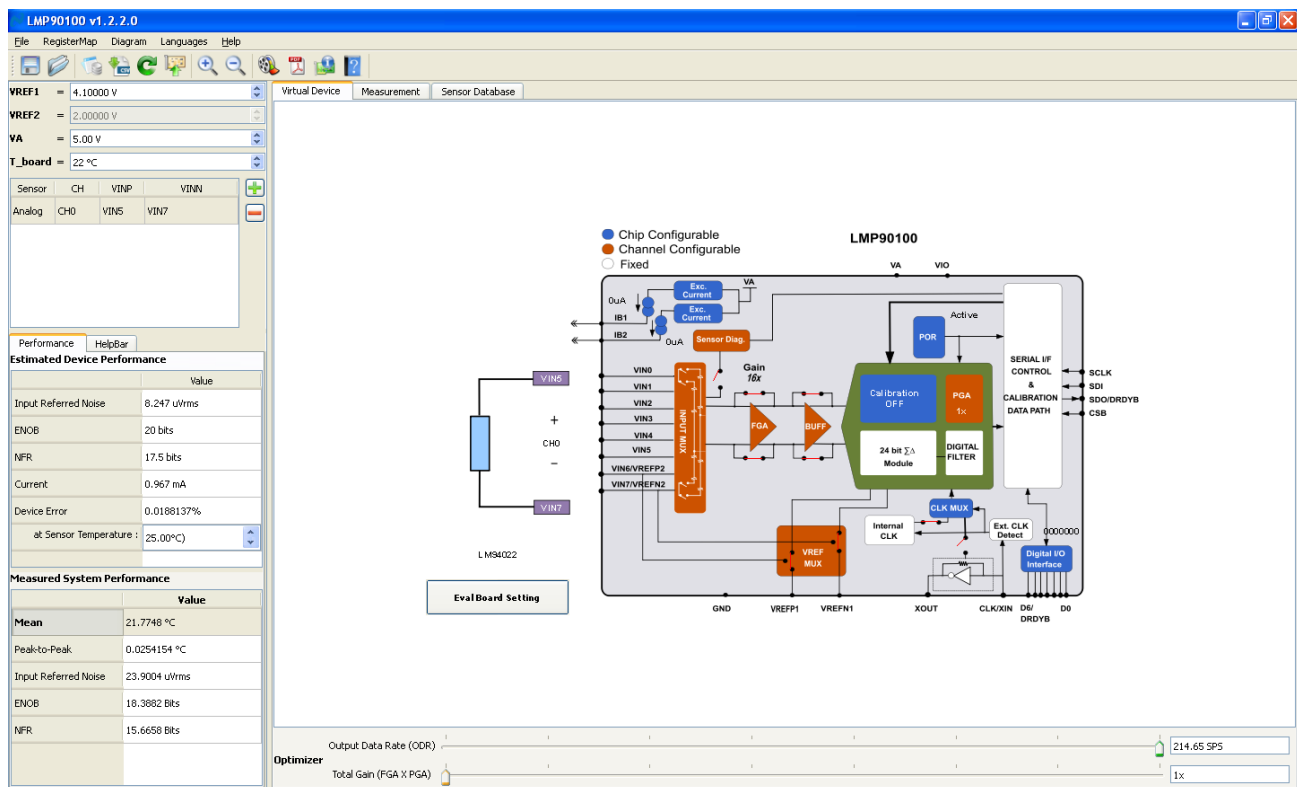 LMP90100 v1.2.2.0
File RegisterMap Diagram Languages Help
VREF1 = 4.10000 V
VREF2 = 2.00000 V
VA = 5.00 V
T_board = 22 °C
Sensor CH VINP VINN
Analog CH0 VIN5 VIN7
Performance HelpBar
Estimated Device Performance
Value
Input Referred Noise 8.247 uVrms
ENOB 20 bits
NFR 17.5 bits
Current 0.967 mA
Device Error 0.0188137%
at Sensor Temperature : 25.00°C)
Measured System Performance
Value
Mean 21.7748 °C
Peak-to-Peak 0.0254154 °C
Input Referred Noise 23.9004 uVrms
ENOB 18.3882 Bits
NFR 15.6658 Bits
Virtual Device Measurement Sensor Database
Chip Configurable
Channel Configurable
Fixed
LMP90100
VA VIO
0uA
Exc.
Current
VA
Exc.
Current
IB1
IB2
0uA
Sensor Diag.
Active
POR
SERIAL I/F
CONTROL
&
CALIBRATION
DATA PATH
SCLK
SDI
SDO/DRDYB
CSB
VIN0
VIN1
VIN2
VIN3
VIN4
VIN5
VIN6/VREFP2
VIN7/VREFN2
INPUT MUX
Gain
16x
FGA
BUFF
Calibration
OFF
PGA
1x
24 bit ∑Δ
Module
DIGITAL
FILTER
VIN5
+
CH0
−
VIN7
LM94022
EvalBoard Setting
CLK MUX
Internal
CLK
Ext. CLK
Detect
0000000
VREF
MUX
Digital I/O
Interface
GND VREFP1 VREFN1 XOUT CLK/XIN D6/
DRDYB
D0
Optimizer
Output Data Rate (ODR) 214.65 SPS
Total Gain (FGA X PGA) 1x